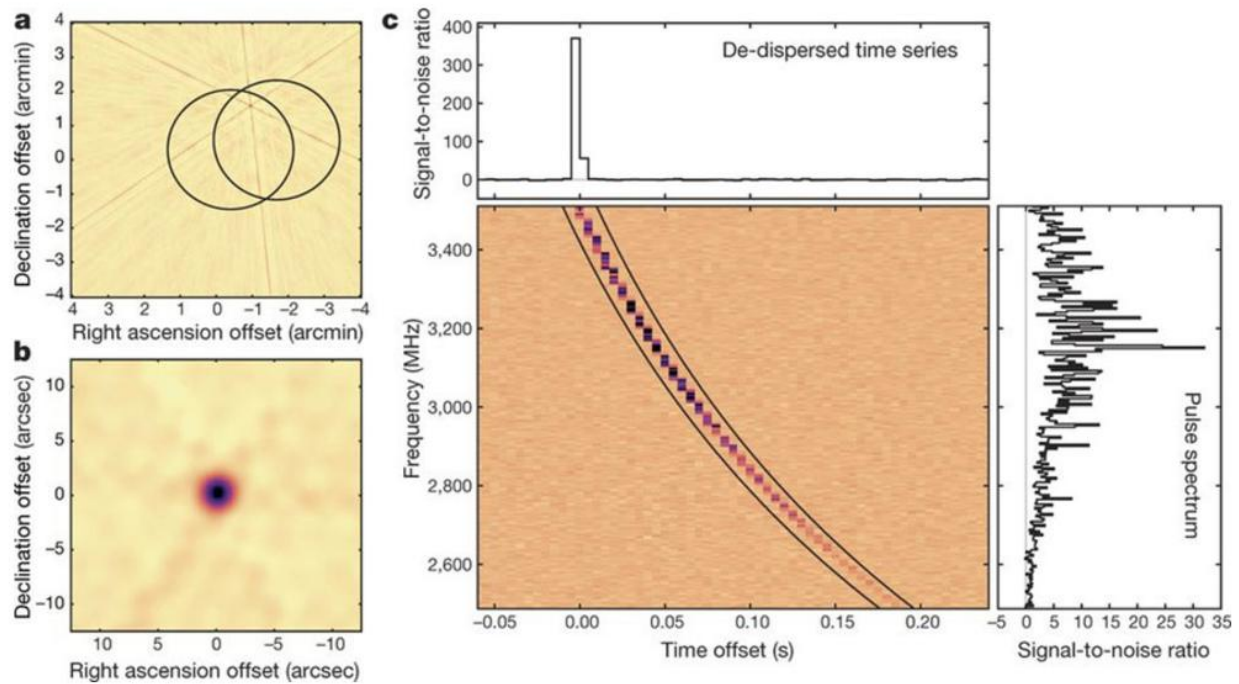 a
4
3
2
1
0
−1
−2
−3
−4
4 3 2 1 0 −1 −2 −3 −4
Declination offset (arcmin)
Right ascension offset (arcmin)
b
10
5
0
−5
−10
10 5 0 −5 −10
Declination offset (arcsec)
Right ascension offset (arcsec)
c
400
300
200
100
0
Signal-to-noise ratio
De-dispersed time series
3,400
3,200
3,000
2,800
2,600
Frequency (MHz)
−0.05 0.00 0.05 0.10 0.15 0.20
Time offset (s)
Pulse spectrum
−5 0 5 10 15 20 25 30 35
Signal-to-noise ratio